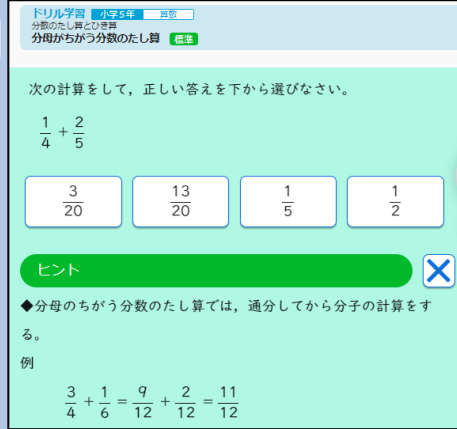 ドリル学習 小学5年 算数
分数のたし算とひき算
分母がちがう分数のたし算 標準
次の計算をして，正しい答えを下から選びなさい。
1/4 + 2/5
3/20 13/20 1/5 1/2
ヒント
◆分母のちがう分数のたし算では，通分してから分子の計算をす
る。
例
3/4 + 1/6 = 9/12 + 2/12 = 11/12